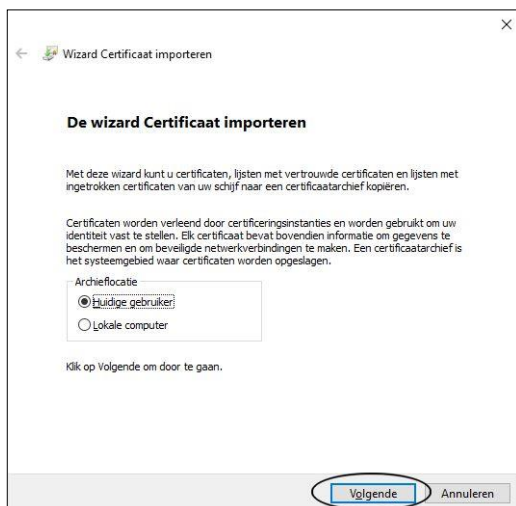 Wizard Certificaat importeren
De wizard Certificaat importeren
Met deze wizard kunt u certificaten, lijsten met vertrouwde certificaten en lijsten met
ingetrokken certificaten van uw schijf naar een certificaatarchief kopiëren.
Certificaten worden verleend door certificeringsinstanties en worden gebruikt om uw
identiteit vast te stellen. Elk certificaat bevat bovendien informatie om gegevens te
beschermen en om beveiligde netwerkverbindingen te maken. Een certificaatarchief is
het systeemgebied waar certificaten worden opgeslagen.
Archieflocatie
Huidige gebruiker
Lokale computer
Klik op Volgende om door te gaan.
Volgende Annuleren